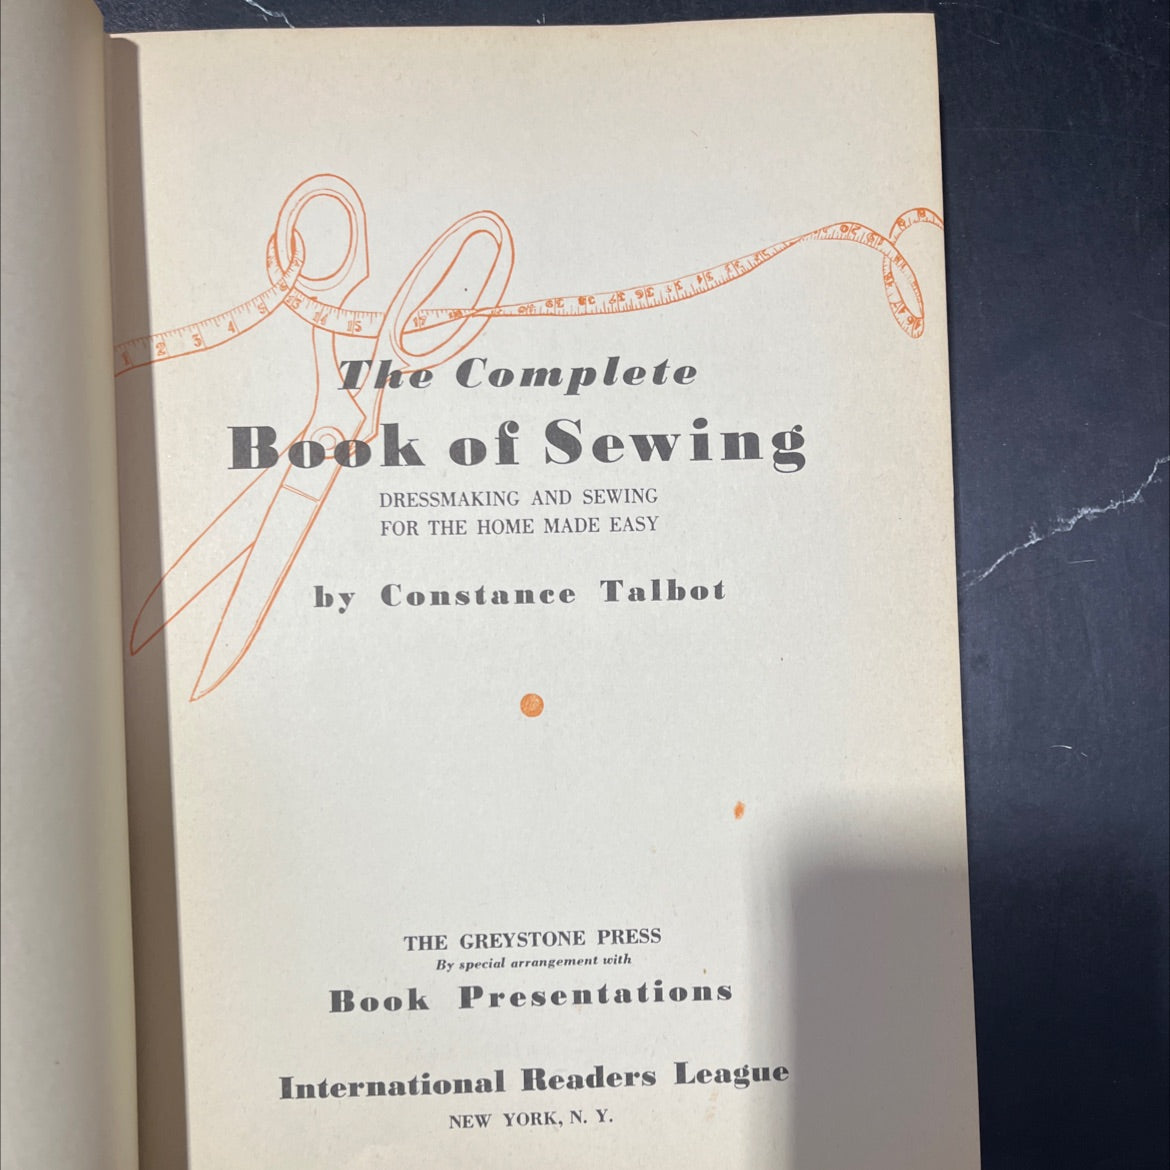 The Complete
Book of Sewing
DRESSMAKING AND SEWING
FOR THE HOME MADE EASY
by Constance Talbot
THE GREYSTONE PRESS
By special arrangement with
Book Presentations
International Readers League
NEW YORK, N. Y.